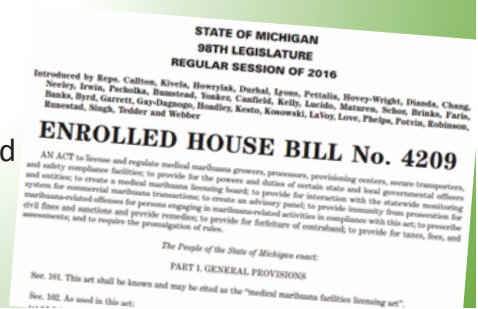 STATE OF MICHIGAN
98TH LEGISLATURE
REGULAR SESSION OF 2016
Introduced by Reps. Callton, Kivela, Howrylak, Durhal, Lyons, Pettalia, Hovey-Wright, Dianda, Chang,
Neeley, Irwin, Pscholka, Bumstead, Yonker, Canfield, Kelly, Lucido, Maturen, Schor, Brinks, Faris,
Banks, Byrd, Garrett, Gay-Dagnogo, Hoadley, Kesto, Kosowski, LaVoy, Love, Phelps, Potvin, Robinson,
Runestad, Singh, Tedder and Webber
d
ENROLLED HOUSE BILL No. 4209
AN ACT to license and regulate medical marihuana growers, processors, provisioning centers, secure transporters,
and safety compliance facilities; to provide for the powers and duties of certain state and local governmental officers
and entities; to create a medical marihuana licensing board; to provide for interaction with the statewide monitoring
system for commercial marihuana transactions; to create an advisory panel; to provide immunity from prosecution for
marihuana-related offenses for persons engaging in marihuana-related activities in compliance with this act; to prescribe
civil fines and sanctions and provide remedies; to provide for forfeiture of contraband; to provide for taxes, fees, and
assessments; and to require the promulgation of rules.
The People of the State of Michigan enact:
PART 1. GENERAL PROVISIONS
Sec. 101. This act shall be known and may be cited as the “medical marihuana facilities licensing act”.
Sec. 102. As used in this act: